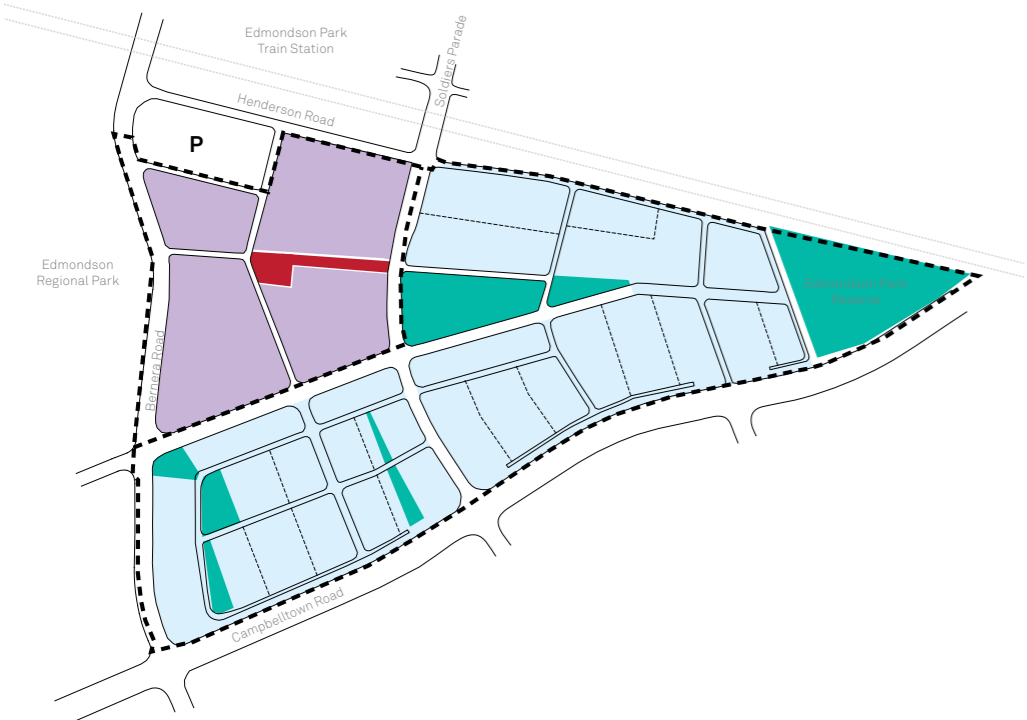 Edmondson Park
Train Station
Soldiers Parade
Henderson Road
P
Edmondson
Regional Park
Edmondson Park
Reserve
Bernera Road
Campbelltown Road